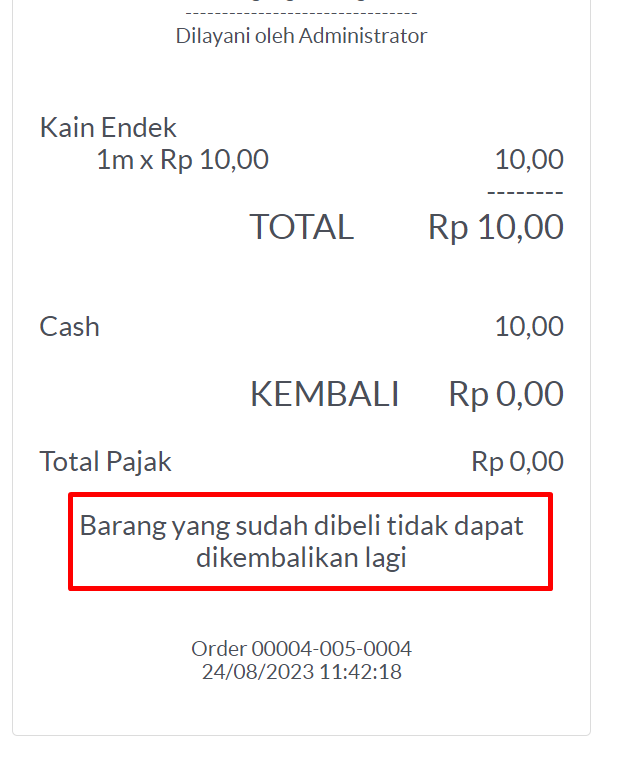 --------------------------------
Dilayani oleh Administrator
Kain Endek
1m x Rp 10,00 10,00
--------
TOTAL Rp 10,00
Cash 10,00
KEMBALI Rp 0,00
Total Pajak Rp 0,00
Barang yang sudah dibeli tidak dapat
dikembalikan lagi
Order 00004-005-0004
24/08/2023 11:42:18